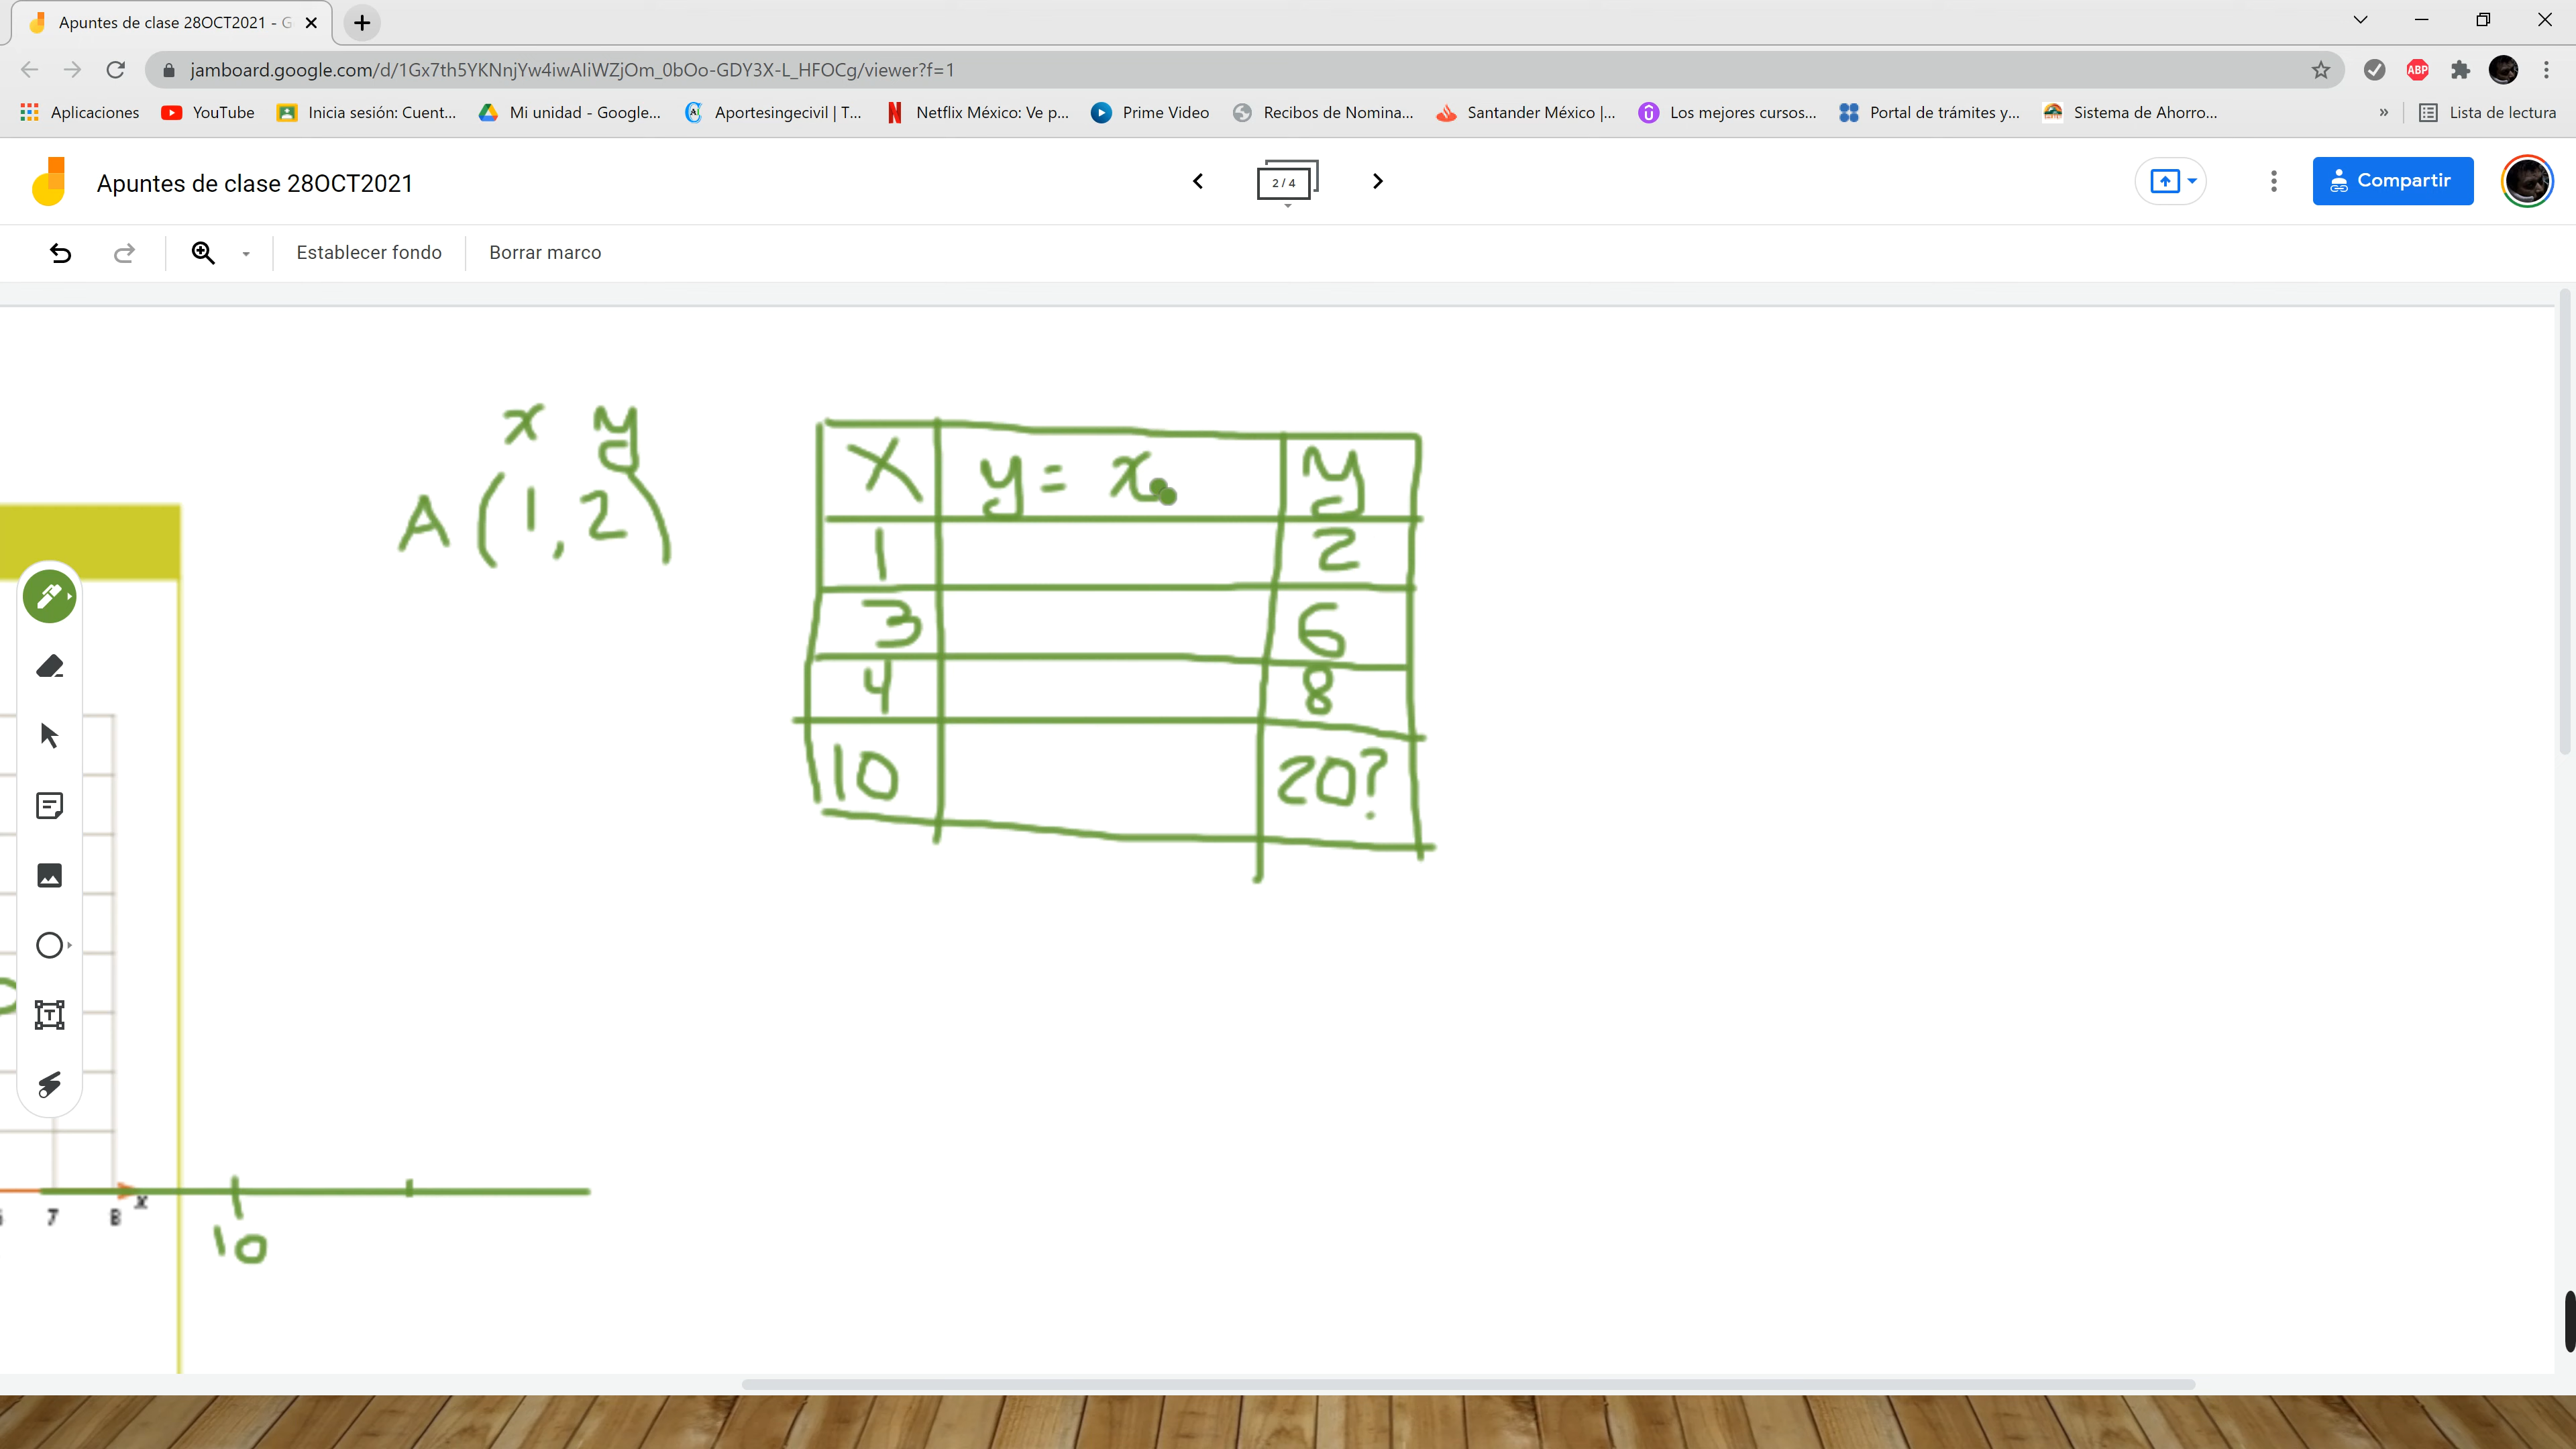 Apuntes de clase 28OCT2021 - G
jamboard.google.com/d/1Gx7th5YKNnjYw4iwAliWZjOm_0bOo-GDY3X-L_HFOCg/viewer?f=1
ABP
Aplicaciones YouTube Inicia sesión: Cuent... Mi unidad - Google... Aportesingecivil | T... Netflix México: Ve p... Prime Video Recibos de Nomina... Santander México |... Los mejores cursos... Portal de trámites y... Sistema de Ahorro... » Lista de lectura
Apuntes de clase 28OCT2021 2 / 4 Compartir
Establecer fondo Borrar marco
x y
A (1, 2)
X y = x y
1 2
3 6
4 8
10 20?
7 8 x
10